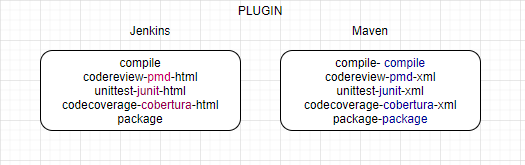 PLUGIN
Jenkins
compile
codereview-pmd-html
unittest-junit-html
codecoverage-cobertura-html
package
Maven
compile- compile
codereview-pmd-xml
unittest-junit-xml
codecoverage-cobertura-xml
package-package